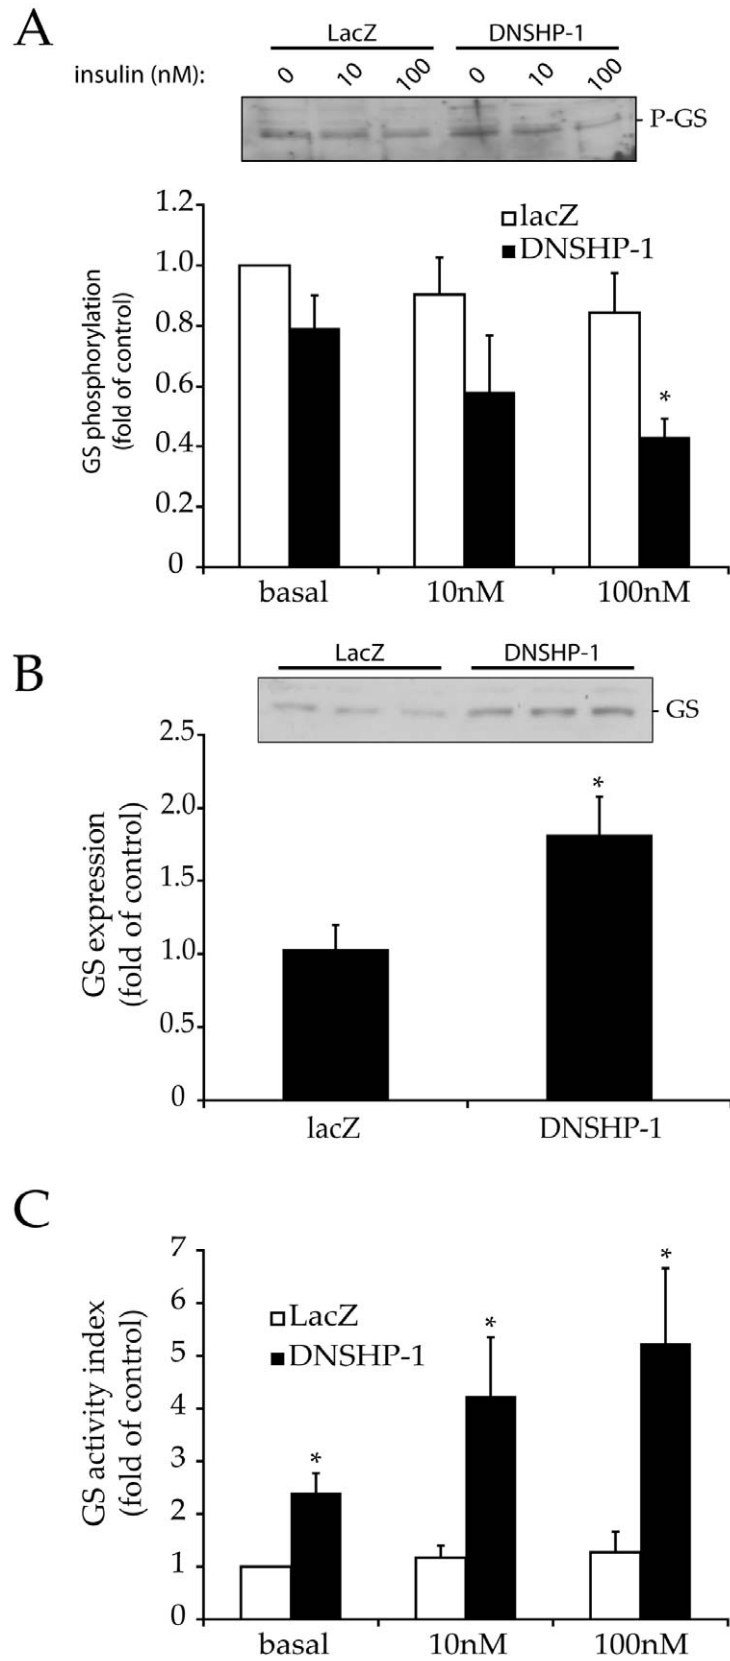 A
LacZ DNSHP-1
insulin (nM): 0 10 100 0 10 100
P-GS
GS phosphorylation
(fold of control)
1.2
1.0
0.8
0.6
0.4
0.2
0
lacZ
DNSHP-1
*
basal 10nM 100nM
B
LacZ DNSHP-1
GS
GS expression
(fold of control)
2.5
2.0
1.5
1.0
0.5
0
*
lacZ DNSHP-1
C
GS activity index
(fold of control)
7
6
5
4
3
2
1
0
LacZ
DNSHP-1
* * *
basal 10nM 100nM